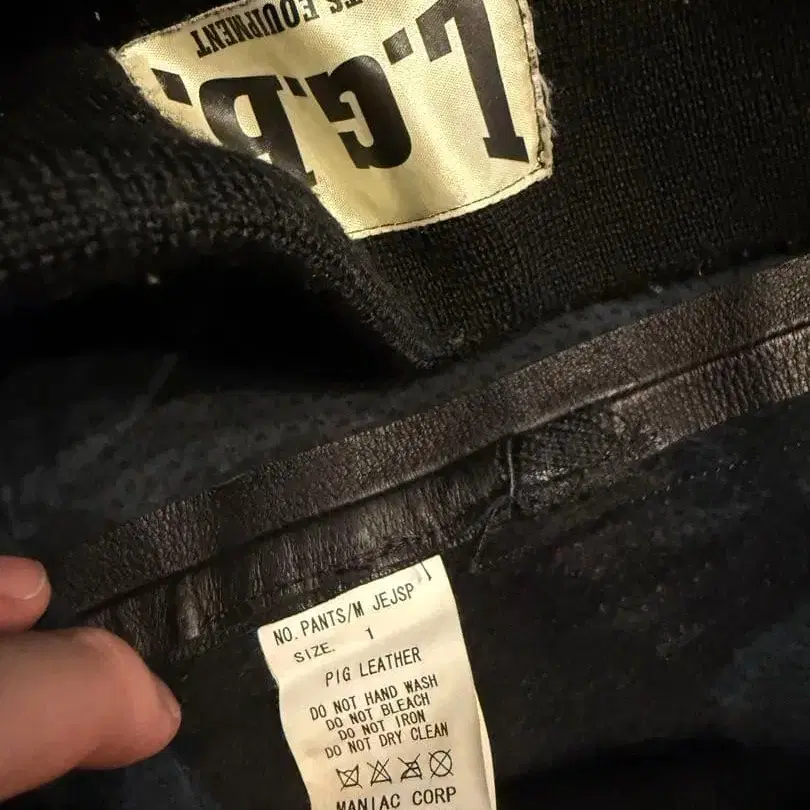 L.G.B.
EQUIPMENT
NO. PANTS/M JEJSP
SIZE. 1
PIG LEATHER
DO NOT HAND WASH
DO NOT BLEACH
DO NOT IRON
DO NOT DRY CLEAN
MANIAC CORP